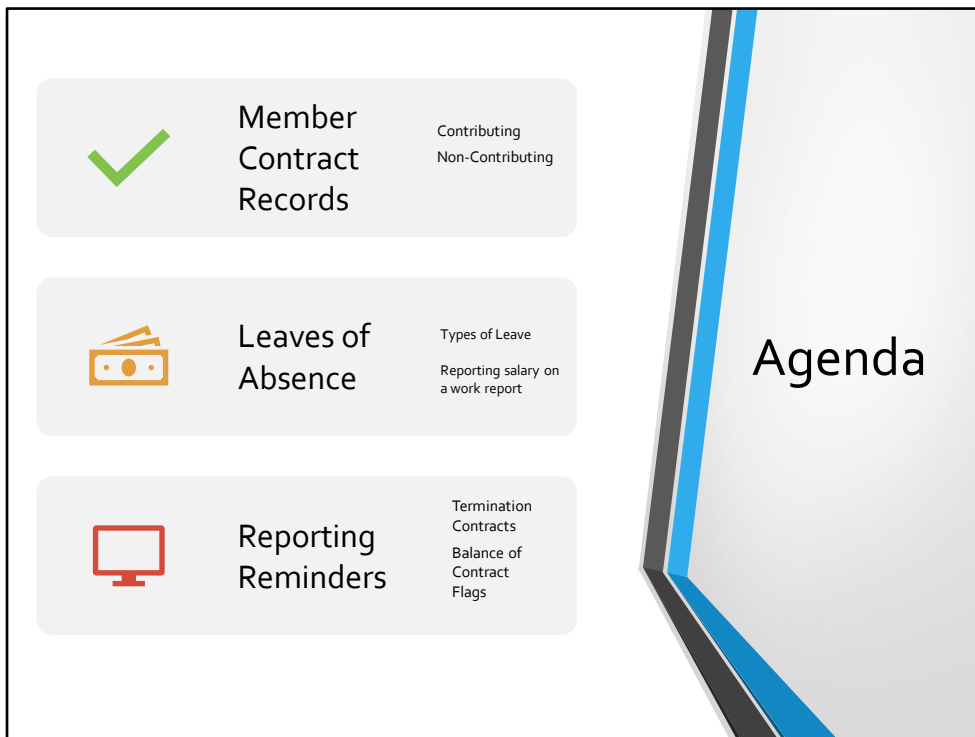 Member
Contract
Records
Contributing
Non-Contributing
Leaves of
Absence
Types of Leave
Reporting salary on
a work report
Reporting
Reminders
Termination
Contracts
Balance of
Contract
Flags
Agenda